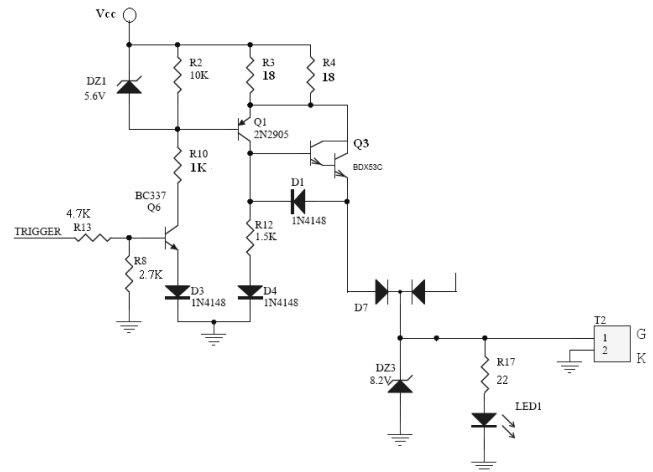 Vcc
R2
10K
R3
18
R4
18
DZ1
5.6V
Q1
2N2905
Q3
BDX53C
R10
1K
BC337
Q6
D1
1N4148
4.7K
R13
TRIGGER
R12
1.5K
R8
2.7K
D3
1N4148
D4
1N4148
D7
T2
1
2
G
K
DZ3
8.2V
R17
22
LED1